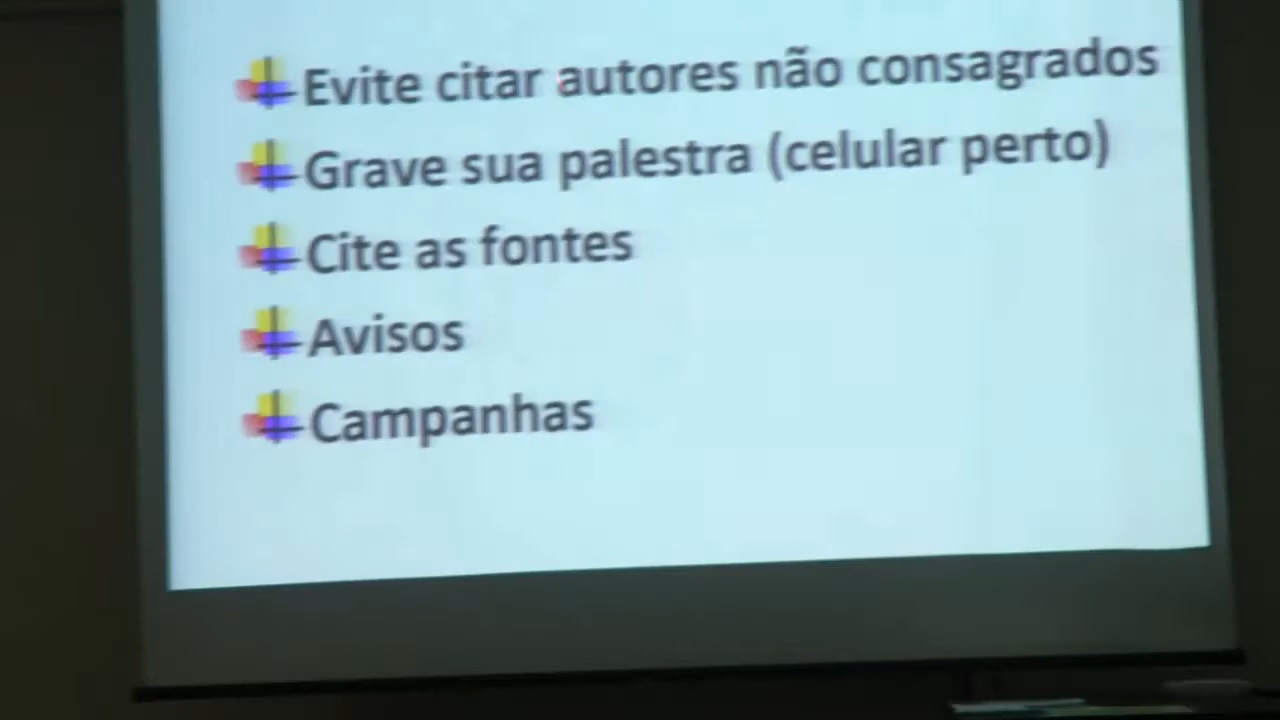 Evite citar autores não consagrados
Grave sua palestra (celular perto)
Cite as fontes
Avisos
Campanhas